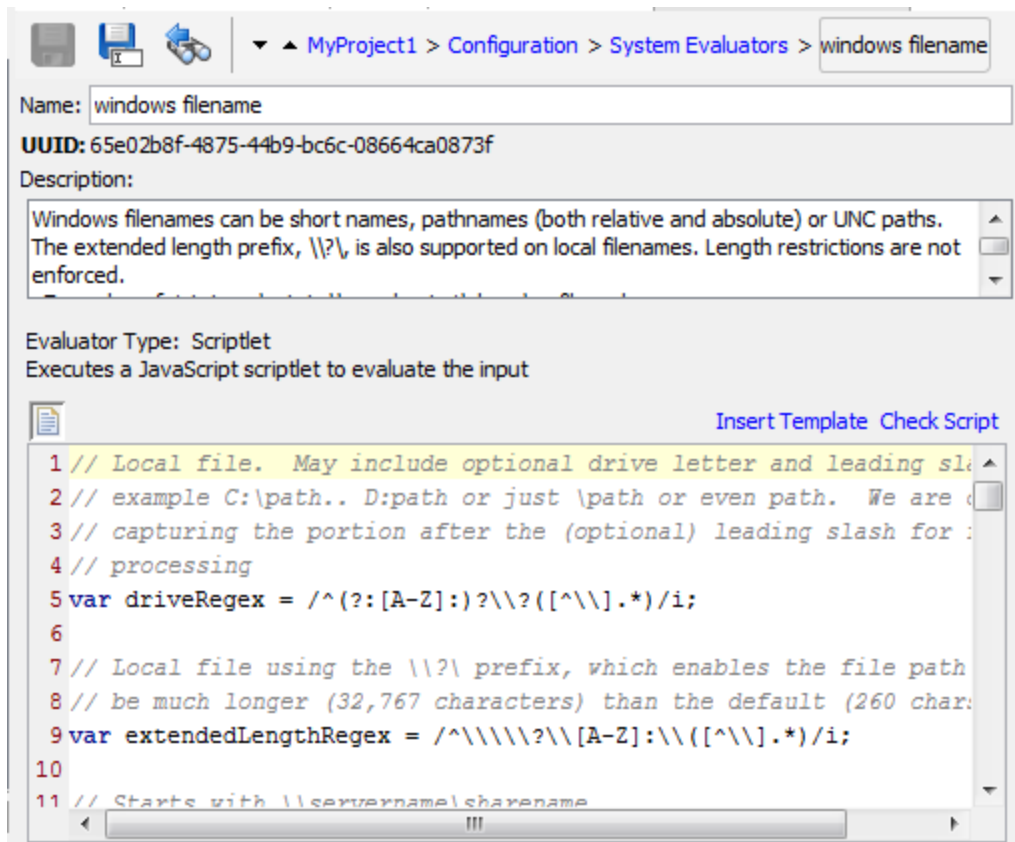 MyProject1 > Configuration > System Evaluators > windows filename
Name: windows filename
UUID: 65e02b8f-4875-44b9-bc6c-08664ca0873f
Description:
Windows filenames can be short names, pathnames (both relative and absolute) or UNC paths.
The extended length prefix, \\?\, is also supported on local filenames. Length restrictions are not
enforced.
Evaluator Type: Scriptlet
Executes a JavaScript scriptlet to evaluate the input
Insert Template Check Script
1 // Local file.  May include optional drive letter and leading
2 // example C:\path.. D:path or just \path or even path.  We are
3 // capturing the portion after the (optional) leading slash for
4 // processing
5 var driveRegex = /^(?:[A-Z]:)?\\?([^\\].*)/i;
6
7 // Local file using the \\?\ prefix, which enables the file path
8 // be much longer (32,767 characters) than the default (260
9 var extendedLengthRegex = /^\\\\\?\\[A-Z]:\\([^\\].*)/i;
10
11 // Starts with \\servername\sharename